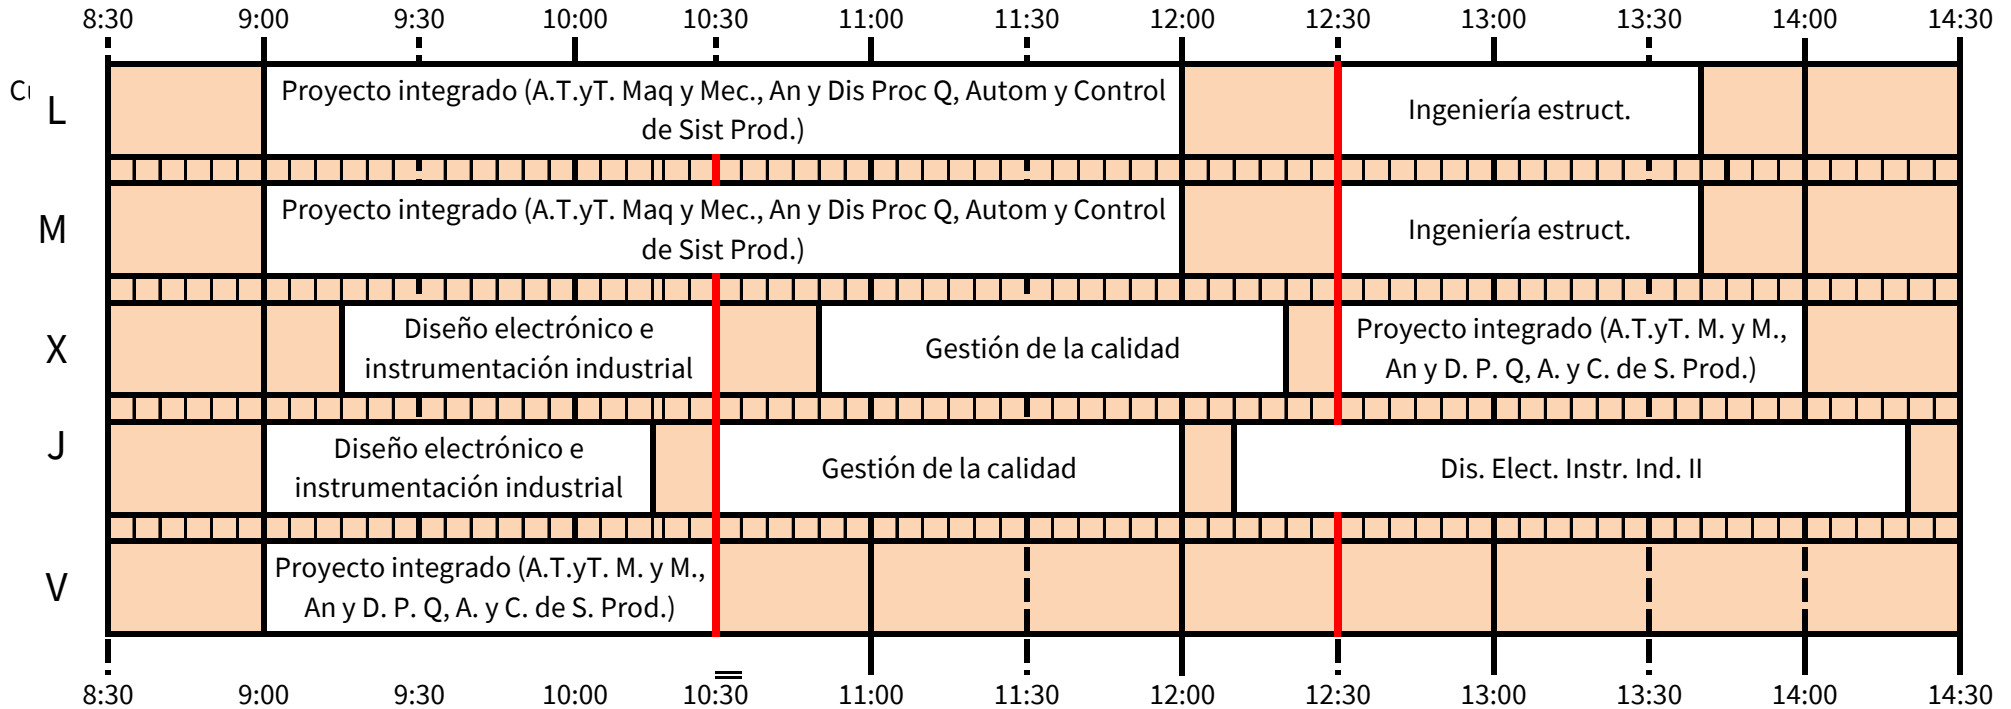 8:30 9:00 9:30 10:00 10:30 11:00 11:30 12:00 12:30 13:00 13:30 14:00 14:30
L
Proyecto integrado (A.T.yT. Maq y Mec., An y Dis Proc Q, Autom y Control
de Sist Prod.)
Ingeniería estruct.
M
Proyecto integrado (A.T.yT. Maq y Mec., An y Dis Proc Q, Autom y Control
de Sist Prod.)
Ingeniería estruct.
X
Diseño electrónico e
instrumentación industrial
Gestión de la calidad
Proyecto integrado (A.T.yT. M. y M.,
An y D. P. Q, A. y C. de S. Prod.)
J
Diseño electrónico e
instrumentación industrial
Gestión de la calidad
Dis. Elect. Instr. Ind. II
V
Proyecto integrado (A.T.yT. M. y M.,
An y D. P. Q, A. y C. de S. Prod.)
8:30 9:00 9:30 10:00 10:30 11:00 11:30 12:00 12:30 13:00 13:30 14:00 14:30